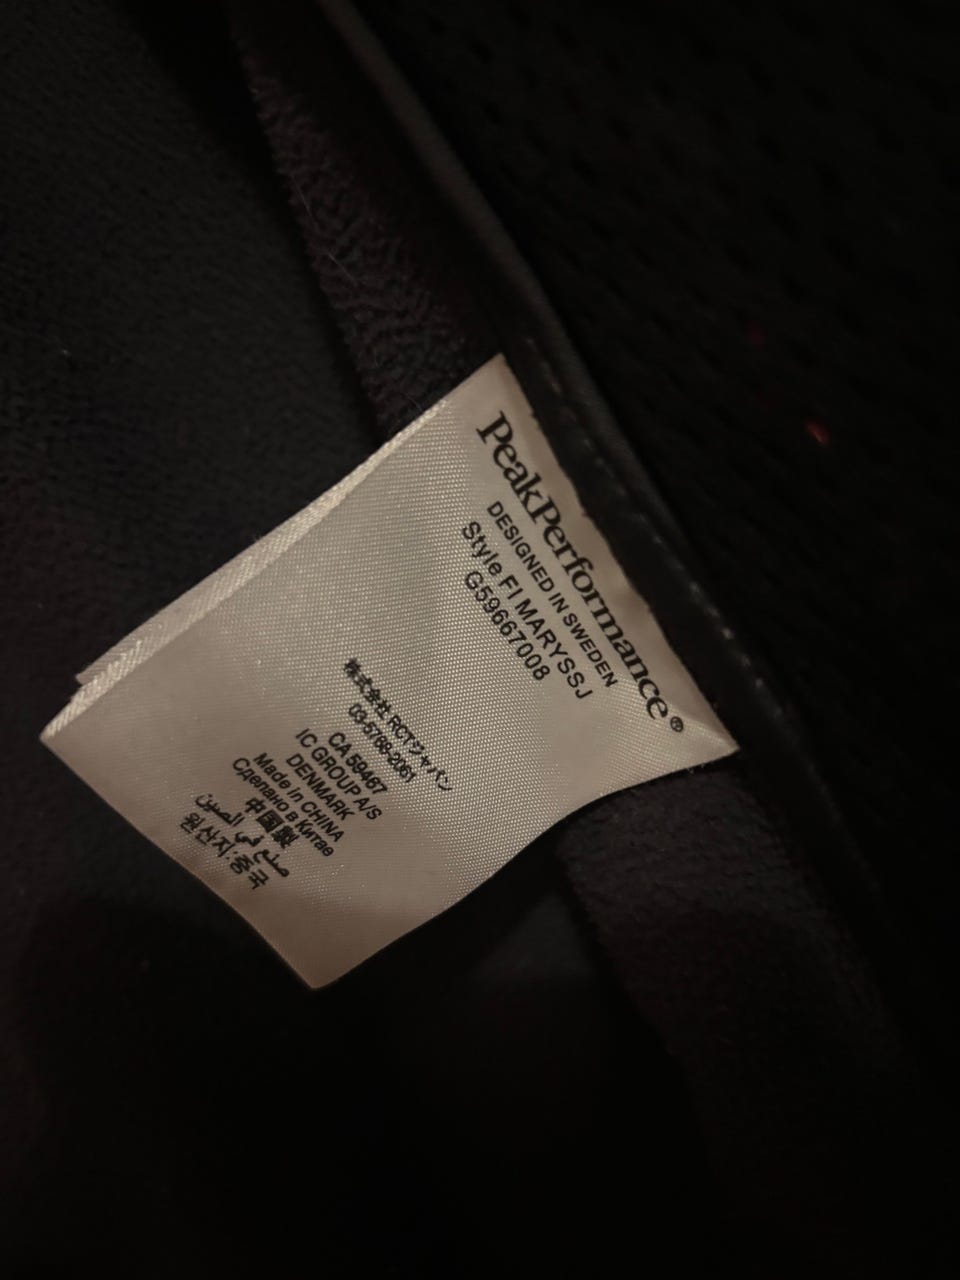 PeakPerformance®
DESIGNED IN SWEDEN
Style FI MARYSSJ
G59667008
株式会社 RCTジャパン
03-5768-2061
CA 59467
IC GROUP A/S
DENMARK
Made in CHINA
Сделано в Китае
中国製
صنع في الصين
원산지:중국